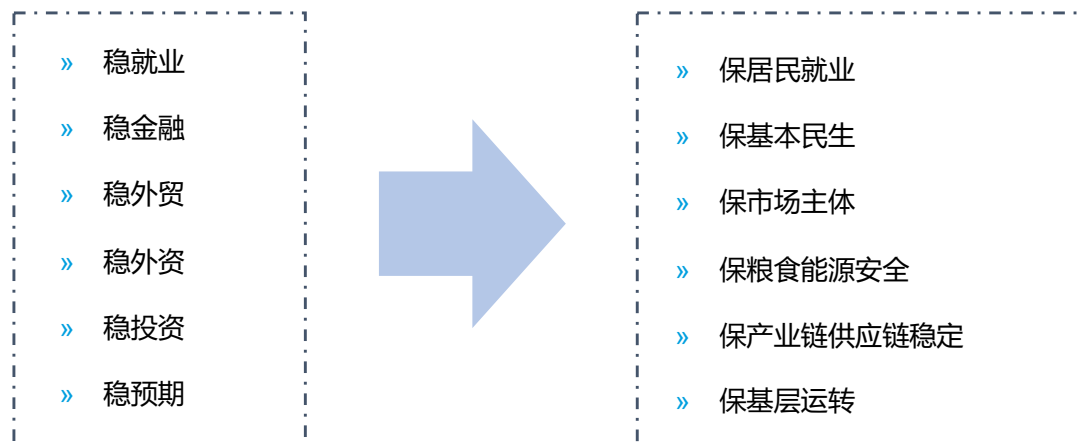 » 稳就业
» 稳金融
» 稳外贸
» 稳外资
» 稳投资
» 稳预期
» 保居民就业
» 保基本民生
» 保市场主体
» 保粮食能源安全
» 保产业链供应链稳定
» 保基层运转